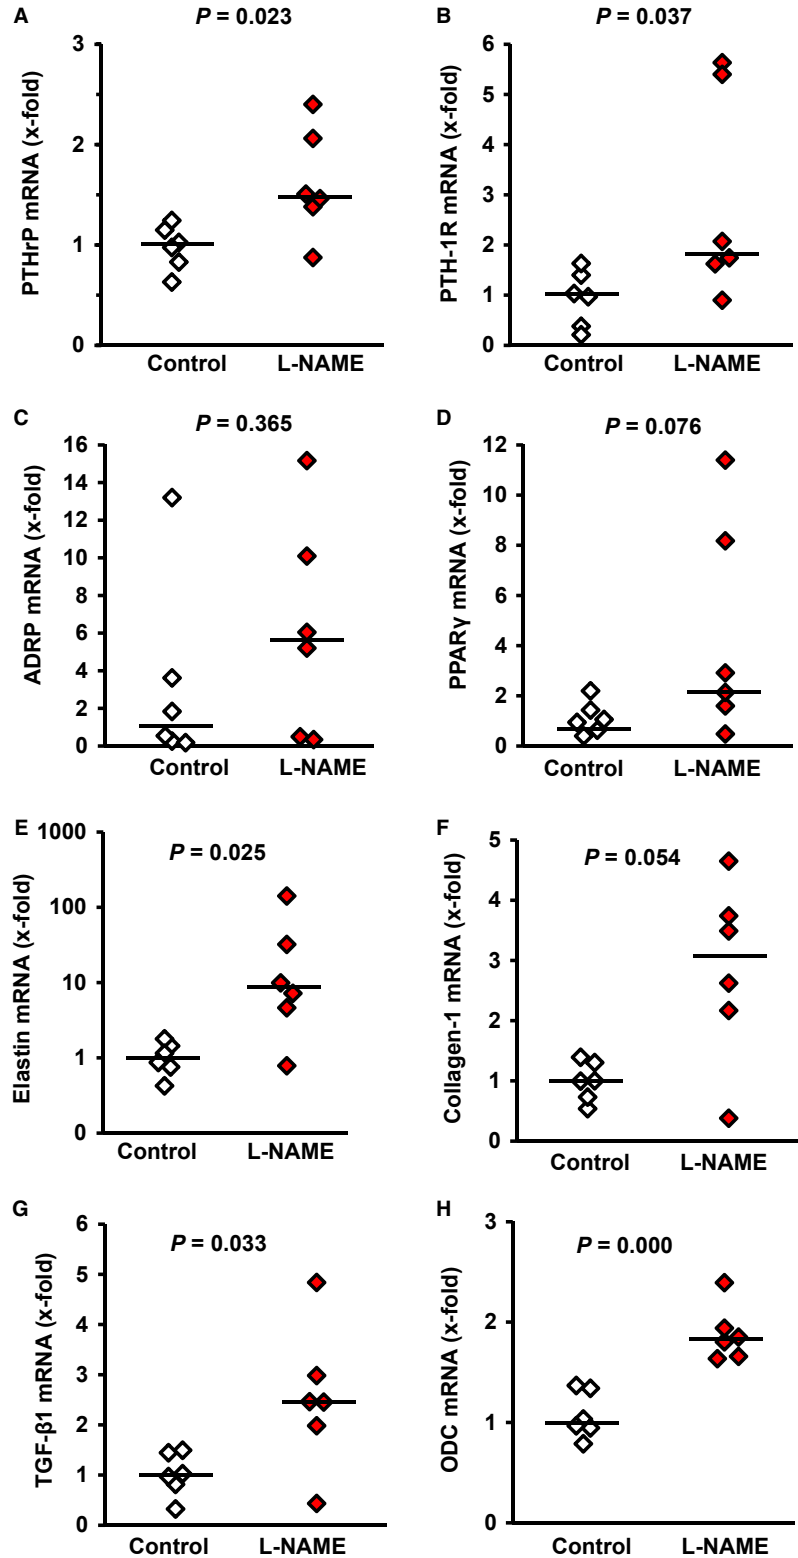 A
P = 0.023
PTHrP mRNA (x-fold)
3
2
1
0
Control L-NAME
B
P = 0.037
PTH-1R mRNA (x-fold)
6
5
4
3
2
1
0
Control L-NAME
C
P = 0.365
ADRP mRNA (x-fold)
16
14
12
10
8
6
4
2
0
Control L-NAME
D
P = 0.076
PPARγ mRNA (x-fold)
12
10
8
6
4
2
0
Control L-NAME
E
P = 0.025
Elastin mRNA (x-fold)
1000
100
10
1
0
Control L-NAME
F
P = 0.054
Collagen-1 mRNA (x-fold)
5
4
3
2
1
0
Control L-NAME
G
P = 0.033
TGF-β1 mRNA (x-fold)
6
5
4
3
2
1
0
Control L-NAME
H
P = 0.000
ODC mRNA (x-fold)
3
2
1
0
Control L-NAME